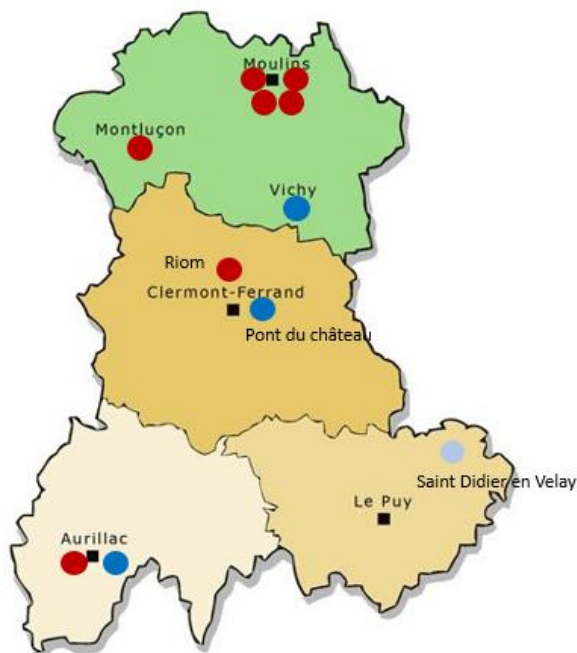 Moulins
Montluçon
Vichy
Riom
Clermont-Ferrand
Pont du château
Saint Didier en Velay
Le Puy
Aurillac